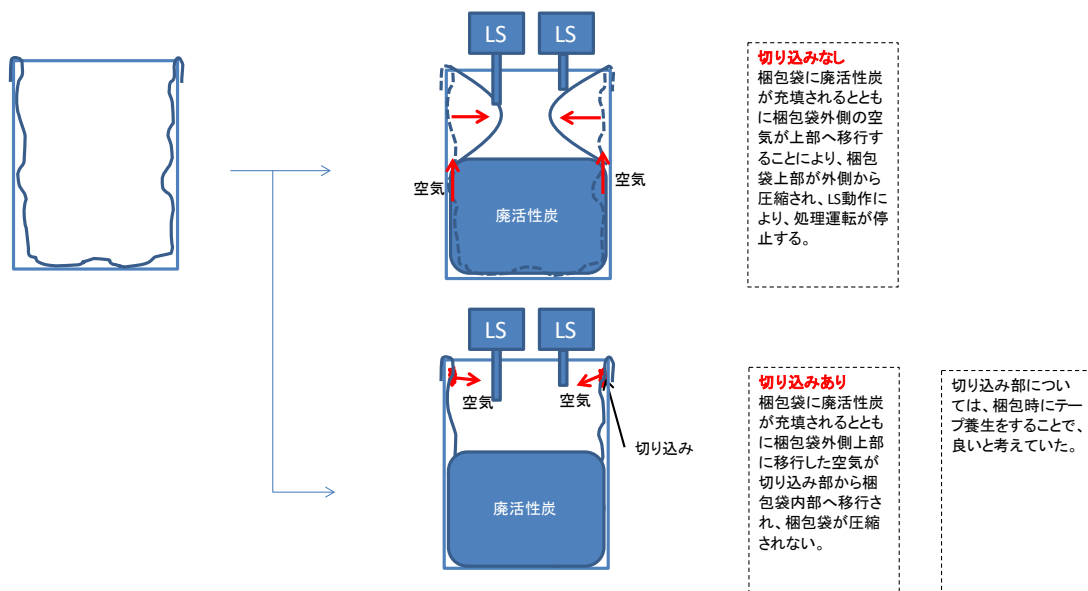 LS
LS
空気
空気
廃活性炭
切り込みなし
梱包袋に廃活性炭
が充填されるととも
に梱包袋外側の空
気が上部へ移行す
ることにより、梱包
袋上部が外側から
圧縮され、LS動作に
より、処理運転が停
止する。
LS
LS
空気
空気
切り込み
廃活性炭
切り込みあり
梱包袋に廃活性炭
が充填されるととも
に梱包袋外側上部
に移行した空気が
切り込み部から梱
包袋内部へ移行さ
れ、梱包袋が圧縮
されない。
切り込み部につい
ては、梱包時にテー
プ養生をすることで、
良いと考えていた。